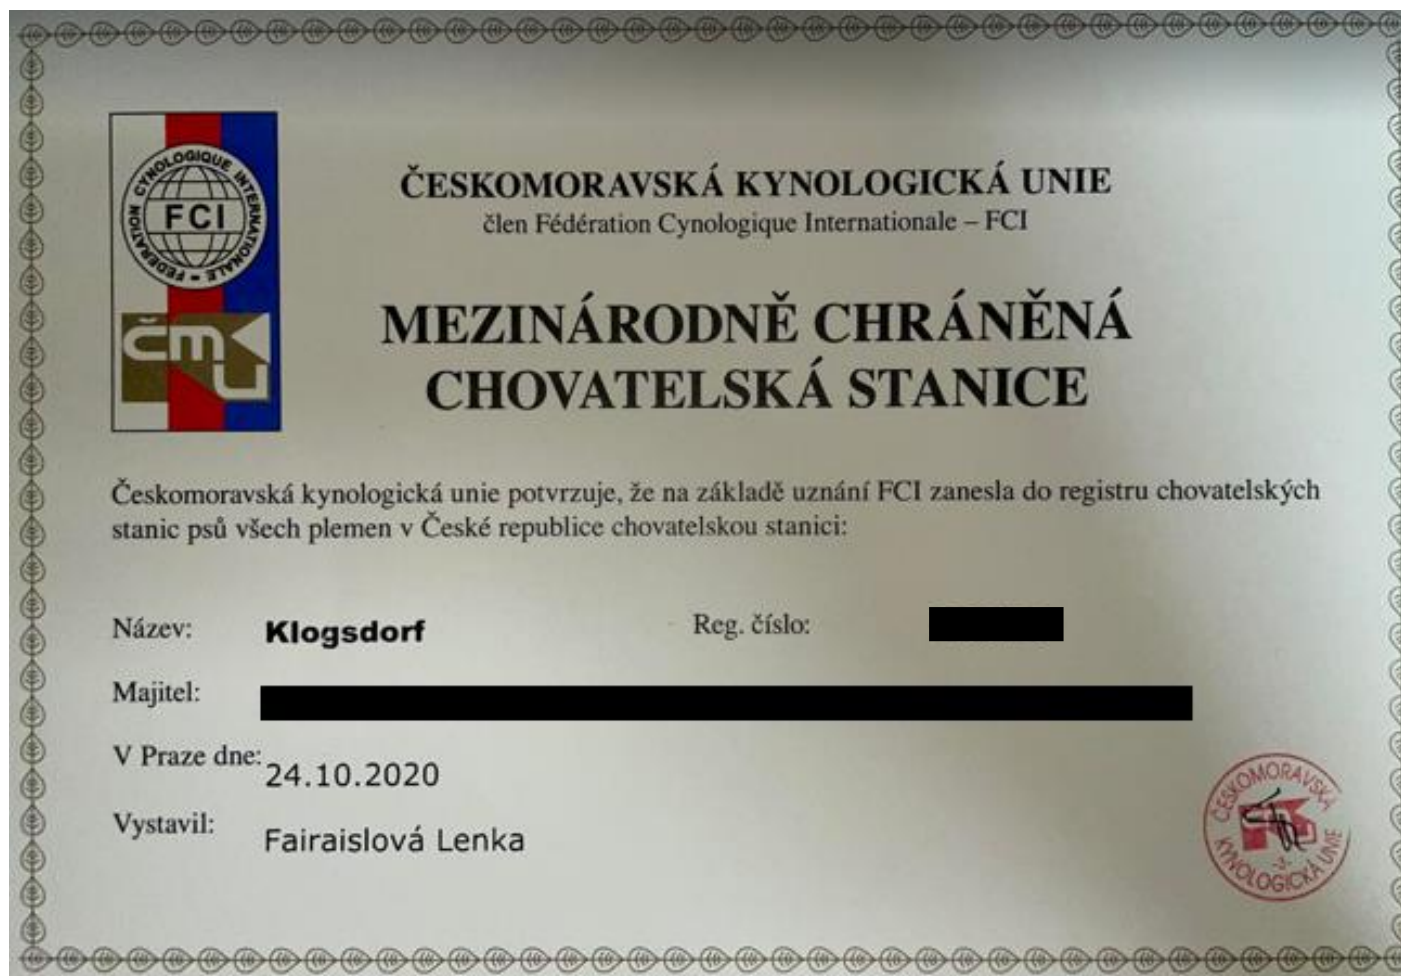 FEDERATION CYNOLOGIQUE INTERNATIONALE –
FCI
čmku
ČESKOMORAVSKÁ KYNOLOGICKÁ UNIE
člen Fédération Cynologique Internationale – FCI
MEZINÁRODNĚ CHRÁNĚNÁ
CHOVATELSKÁ STANICE
Českomoravská kynologická unie potvrzuje, že na základě uznání FCI zanesla do registru chovatelských
stanic psů všech plemen v České republice chovatelskou stanici:
Název: Klogsdorf Reg. číslo:
Majitel:
V Praze dne: 24.10.2020
Vystavil: Fairaislová Lenka
ČESKOMORAVSKÁ KYNOLOGICKÁ UNIE
-3-